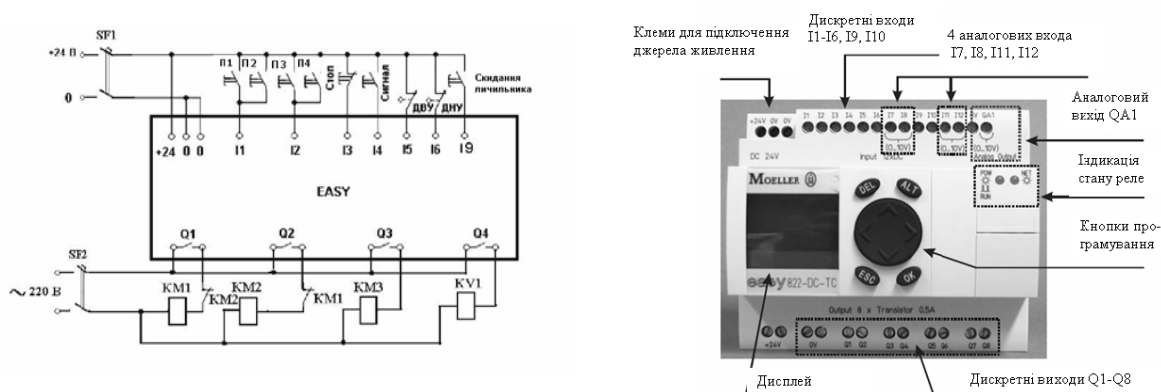 SF1
+24 В
0
П1
П2
П3
П4
Стоп
Сигнал
ДВУ
ДНУ
Скидання
личильника
+24 0 0 I1 I2 I3 I4 I5 I6 I9
EASY
Q1 Q2 Q3 Q4
SF2
~ 220 В
KM1
KM2
KM2
KM1
KM3
KV1
Клеми для підключення
джерела живлення
Дискретні входи
I1-I6, I9, I10
4 аналогових входа
I7, I8, I11, I12
Аналоговий
вихід QA1
Індикація
стану реле
Кнопки про-
грамування
+24V 0V 0V
I1 I2 I3 I4 I5 I6 I7 I8 I9 I10 I11 I12 V QA1
(0...10V) (0...10V) (0...10V)
DC 24V
Input 12xDC
Analog Output
MOELLER
POW
NET
RUN
DEL
ALT
ESC
OK
easy 822-DC-TC
Output 8 x Transistor 0,5A
+24V 0V Q1 Q2 Q3 Q4 Q5 Q6 Q7 Q8
Дисплей
Дискретні виходи Q1-Q8